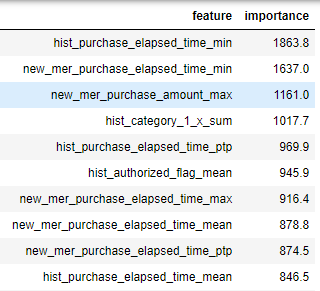 feature importance
hist_purchase_elapsed_time_min 1863.8
new_mer_purchase_elapsed_time_min 1637.0
new_mer_purchase_amount_max 1161.0
hist_category_1_x_sum 1017.7
hist_purchase_elapsed_time_ptp 969.9
hist_authorized_flag_mean 945.9
new_mer_purchase_elapsed_time_max 916.4
new_mer_purchase_elapsed_time_mean 878.8
new_mer_purchase_elapsed_time_ptp 874.5
hist_purchase_elapsed_time_mean 846.5